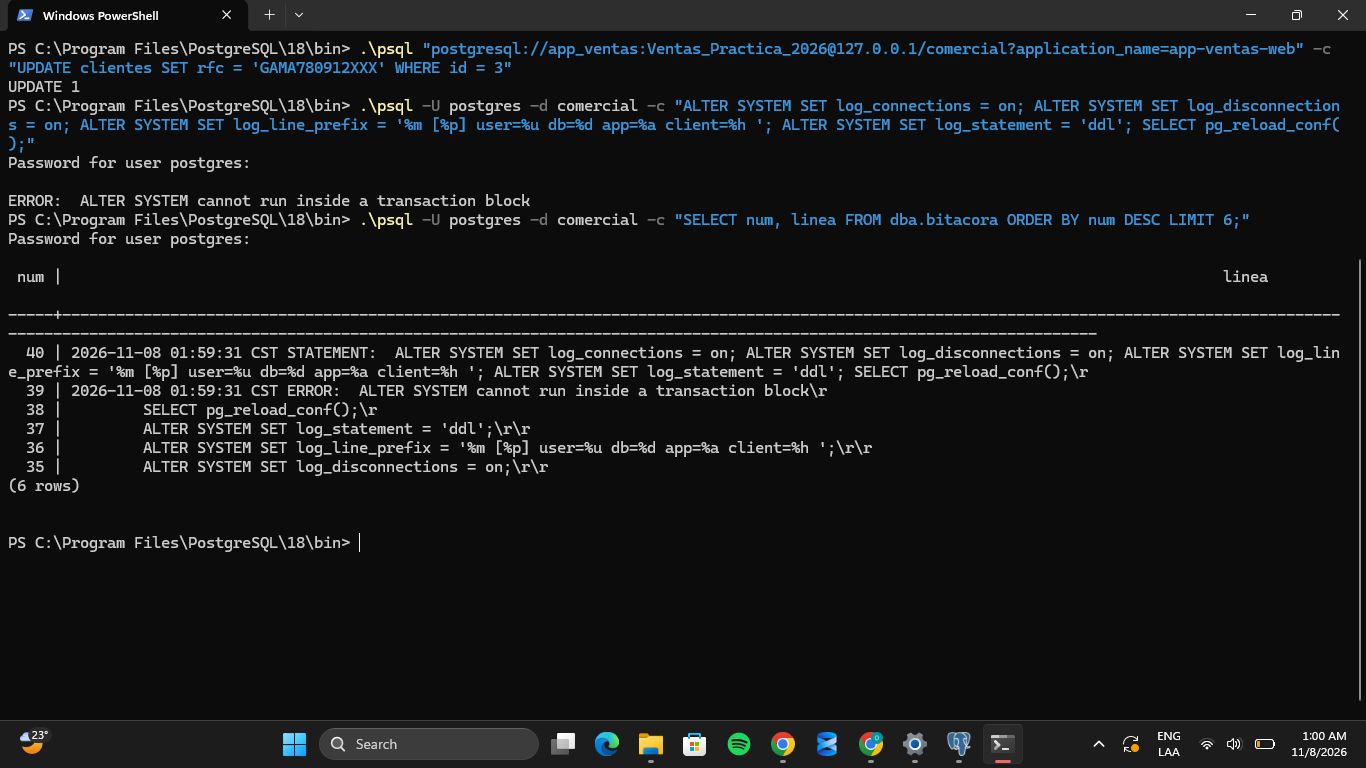 Windows PowerShell
PS C:\Program Files\PostgreSQL\18\bin> .\psql "postgresql://app_ventas:Ventas_Practica_2026@127.0.0.1/comercial?application_name=app-ventas-web" -c
"UPDATE clientes SET rfc = 'GAMA780912XXX' WHERE id = 3"
UPDATE 1
PS C:\Program Files\PostgreSQL\18\bin> .\psql -U postgres -d comercial -c "ALTER SYSTEM SET log_connections = on; ALTER SYSTEM SET log_disconnection
s = on; ALTER SYSTEM SET log_line_prefix = '%m [%p] user=%u db=%d app=%a client=%h '; ALTER SYSTEM SET log_statement = 'ddl'; SELECT pg_reload_conf(
);"
Password for user postgres:
ERROR:  ALTER SYSTEM cannot run inside a transaction block
PS C:\Program Files\PostgreSQL\18\bin> .\psql -U postgres -d comercial -c "SELECT num, linea FROM dba.bitacora ORDER BY num DESC LIMIT 6;"
Password for user postgres:
num | linea
-----+----------------------------------------------------------------------------------------------------------------------------------------------
-------------------------------------------------------------------------------------------------------------------------
40 | 2026-11-08 01:59:31 CST STATEMENT:  ALTER SYSTEM SET log_connections = on; ALTER SYSTEM SET log_disconnections = on; ALTER SYSTEM SET log_lin
e_prefix = '%m [%p] user=%u db=%d app=%a client=%h '; ALTER SYSTEM SET log_statement = 'ddl'; SELECT pg_reload_conf();\r
39 | 2026-11-08 01:59:31 CST ERROR:  ALTER SYSTEM cannot run inside a transaction block\r
38 |         SELECT pg_reload_conf();\r
37 |         ALTER SYSTEM SET log_statement = 'ddl';\r\r
36 |         ALTER SYSTEM SET log_line_prefix = '%m [%p] user=%u db=%d app=%a client=%h ';\r\r
35 |         ALTER SYSTEM SET log_disconnections = on;\r\r
(6 rows)
PS C:\Program Files\PostgreSQL\18\bin>
23°
Search
ENG
LAA
1:00 AM
11/8/2026